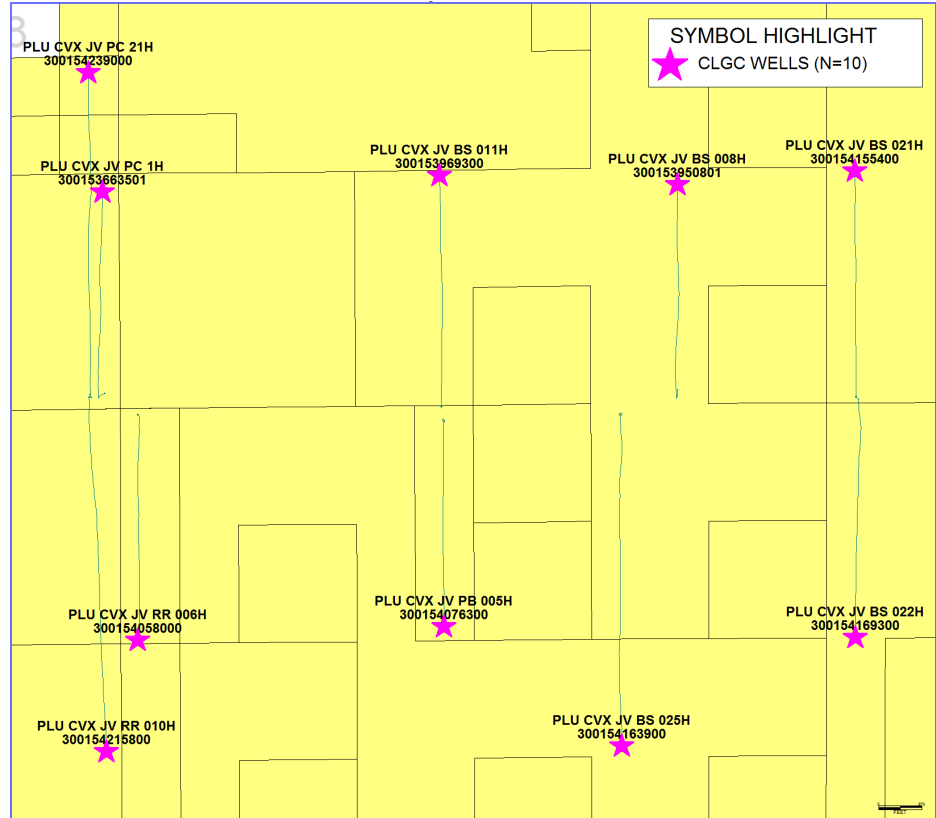 8
SYMBOL HIGHLIGHT
CLGC WELLS (N=10)
PLU CVX JV PC 21H
300154239000
PLU CVX JV BS 011H
300153969300
PLU CVX JV BS 021H
300154155400
PLU CVX JV PC 1H
300153663501
PLU CVX JV BS 008H
300153950801
PLU CVX JV RR 006H
300154058000
PLU CVX JV PB 005H
300154076300
PLU CVX JV BS 022H
300154169300
PLU CVX JV RR 010H
300154215800
PLU CVX JV BS 025H
300154163900
FEET